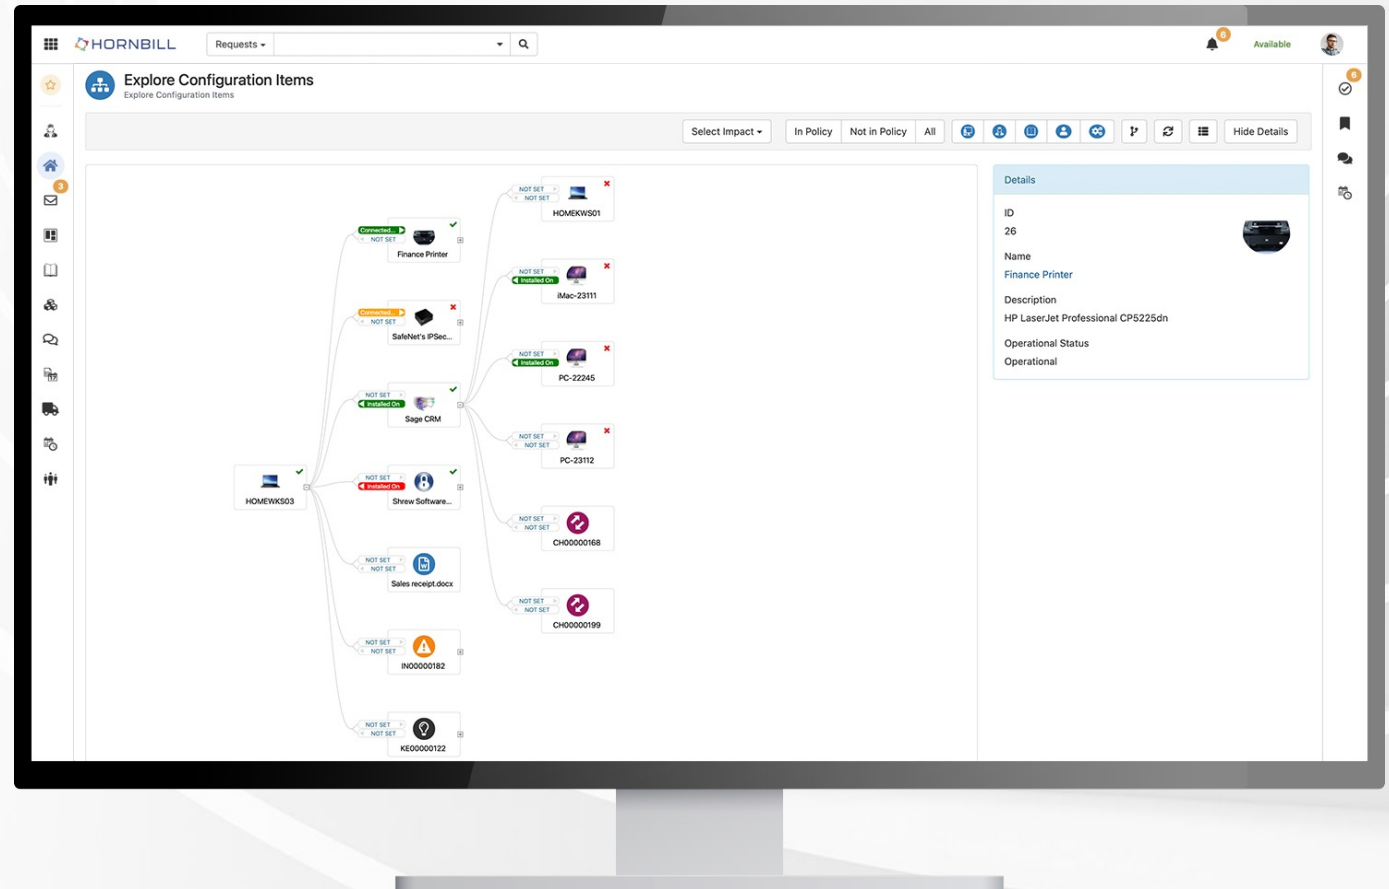 HORNBILL
Requests
6
Available
Explore Configuration Items
Explore Configuration Items
6
Select Impact
In Policy
Not in Policy
All
Hide Details
3
HOMEWKS03
Connected...
NOT SET
Finance Printer
Connected...
NOT SET
SafeNet's IPSec...
NOT SET
Installed On
Sage CRM
NOT SET
Installed On
Shrew Software...
NOT SET
NOT SET
Sales receipt.docx
NOT SET
NOT SET
IN00000182
NOT SET
NOT SET
KE00000122
NOT SET
NOT SET
HOMEKWS01
NOT SET
Installed On
iMac-23111
NOT SET
Installed On
PC-22245
NOT SET
NOT SET
PC-23112
NOT SET
NOT SET
CH00000168
NOT SET
NOT SET
CH00000199
Details
ID
26
Name
Finance Printer
Description
HP LaserJet Professional CP5225dn
Operational Status
Operational